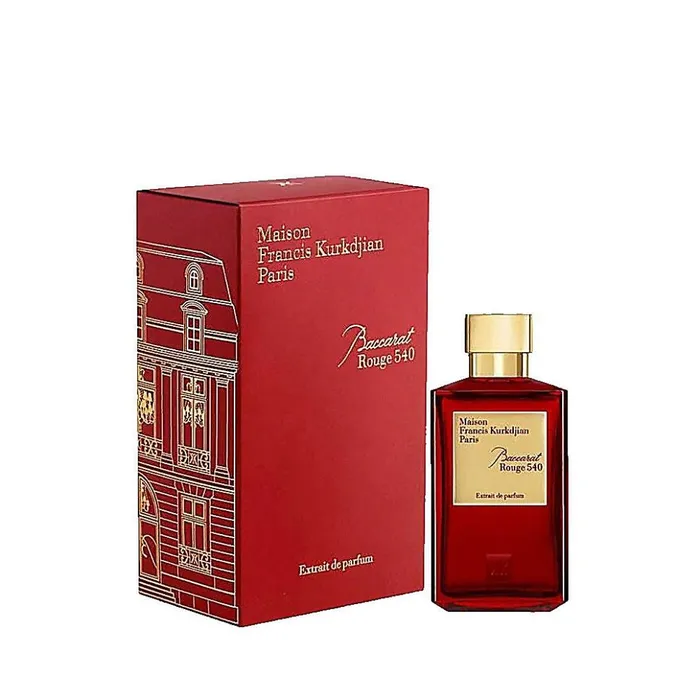 Maison
Francis Kurkdjian
Paris
Baccarat
Rouge 540
Extrait de parfum
Maison
Francis Kurkdjian
Paris
Baccarat
Rouge 540
Extrait de parfum